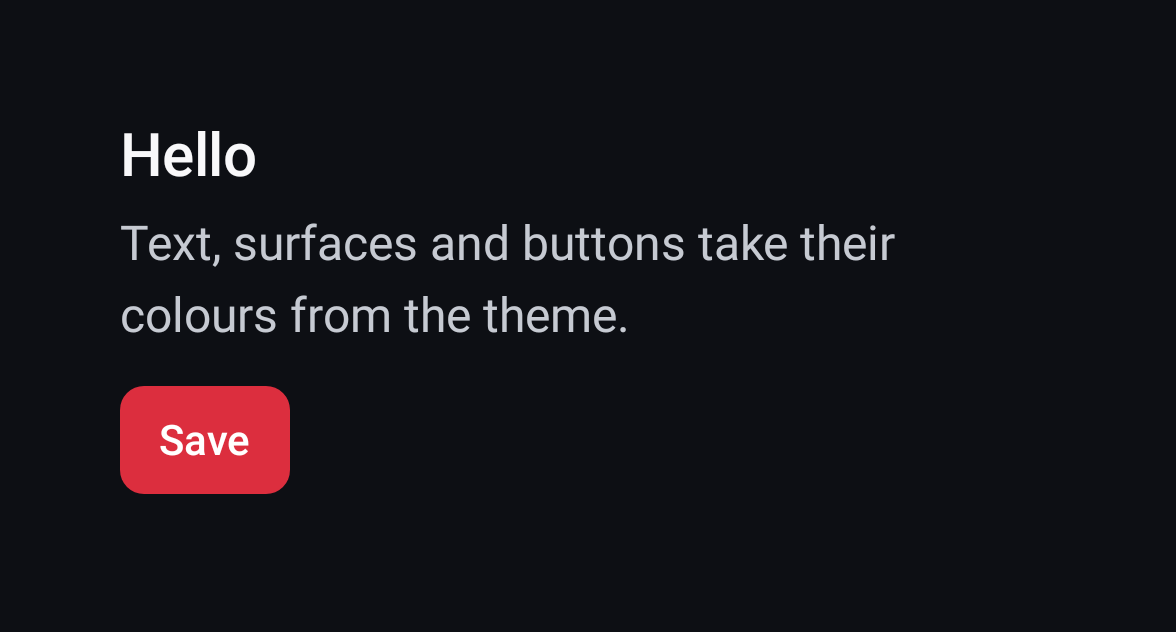 Hello
Text, surfaces and buttons take their
colours from the theme.
Save